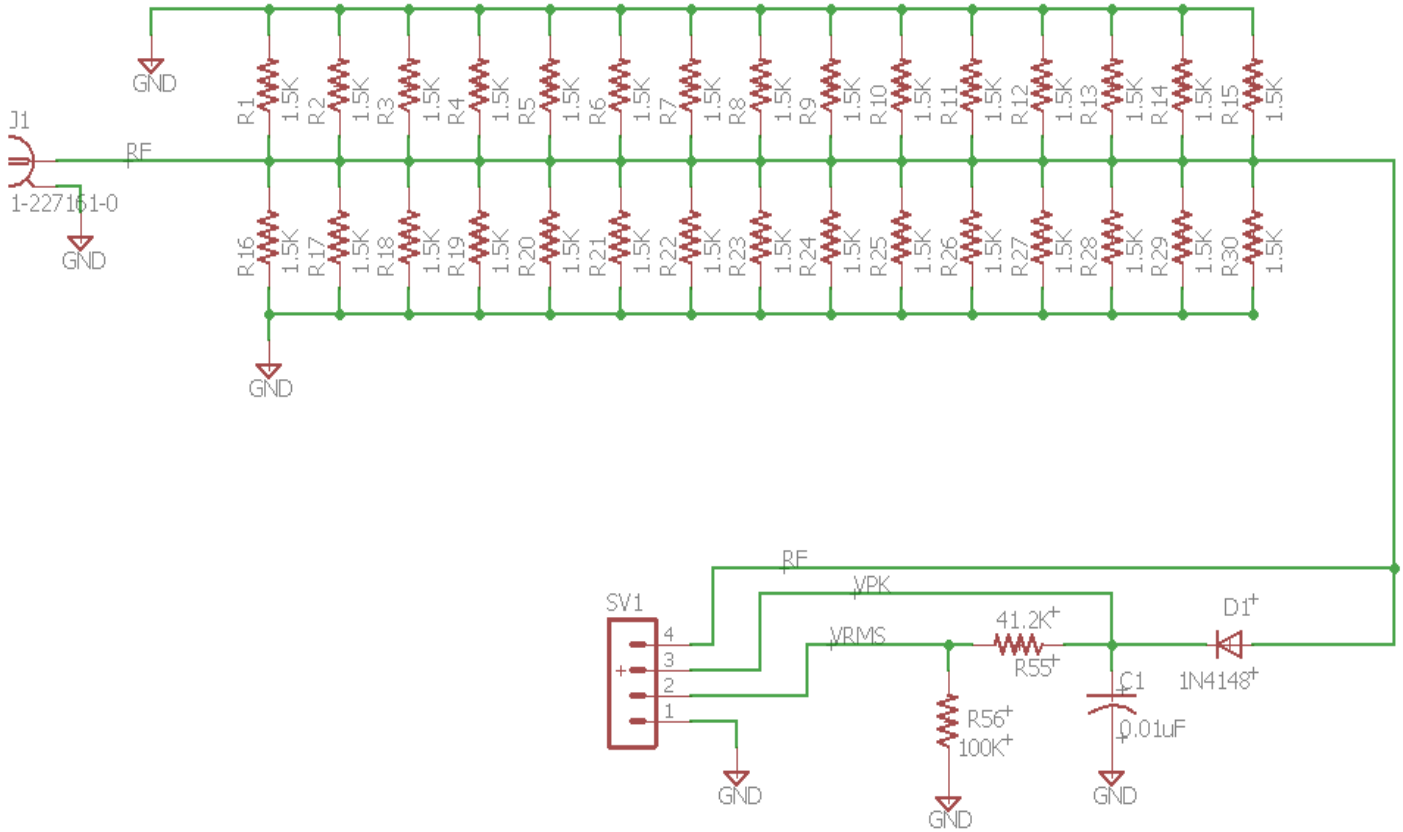 GND
R1 1.5K R2 1.5K R3 1.5K R4 1.5K R5 1.5K R6 1.5K R7 1.5K R8 1.5K R9 1.5K R10 1.5K R11 1.5K R12 1.5K R13 1.5K R14 1.5K R15 1.5K
J1
RF
1-227161-0
GND
R16 1.5K R17 1.5K R18 1.5K R19 1.5K R20 1.5K R21 1.5K R22 1.5K R23 1.5K R24 1.5K R25 1.5K R26 1.5K R27 1.5K R28 1.5K R29 1.5K R30 1.5K
GND
RF
VPK
SV1
4
3
2
1
VRMS
41.2K
R55
D1
1N4148
C1
0.01uF
R56
100K
GND
GND
GND